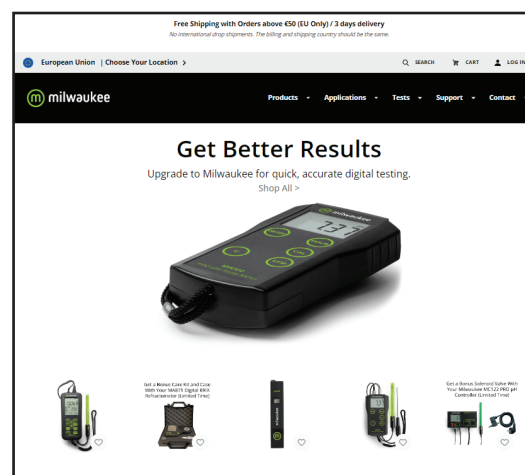 Free Shipping with Orders above €50 (EU Only) / 3 days delivery
No international drop shipments. The billing and shipping country should be the same.
European Union | Choose Your Location >
SEARCH CART LOG IN
milwaukee
Products Applications Tests Support Contact
Get Better Results
Upgrade to Milwaukee for quick, accurate digital testing.
Shop All >
milwaukee
7.37
Get a Bonus Care Kit and Case
With Your MA871 Digital BRIX
Refractometer (Limited Time)
Get a Bonus Solenoid Valve With
Your Milwaukee MC122 PRO pH
Controller (Limited Time)